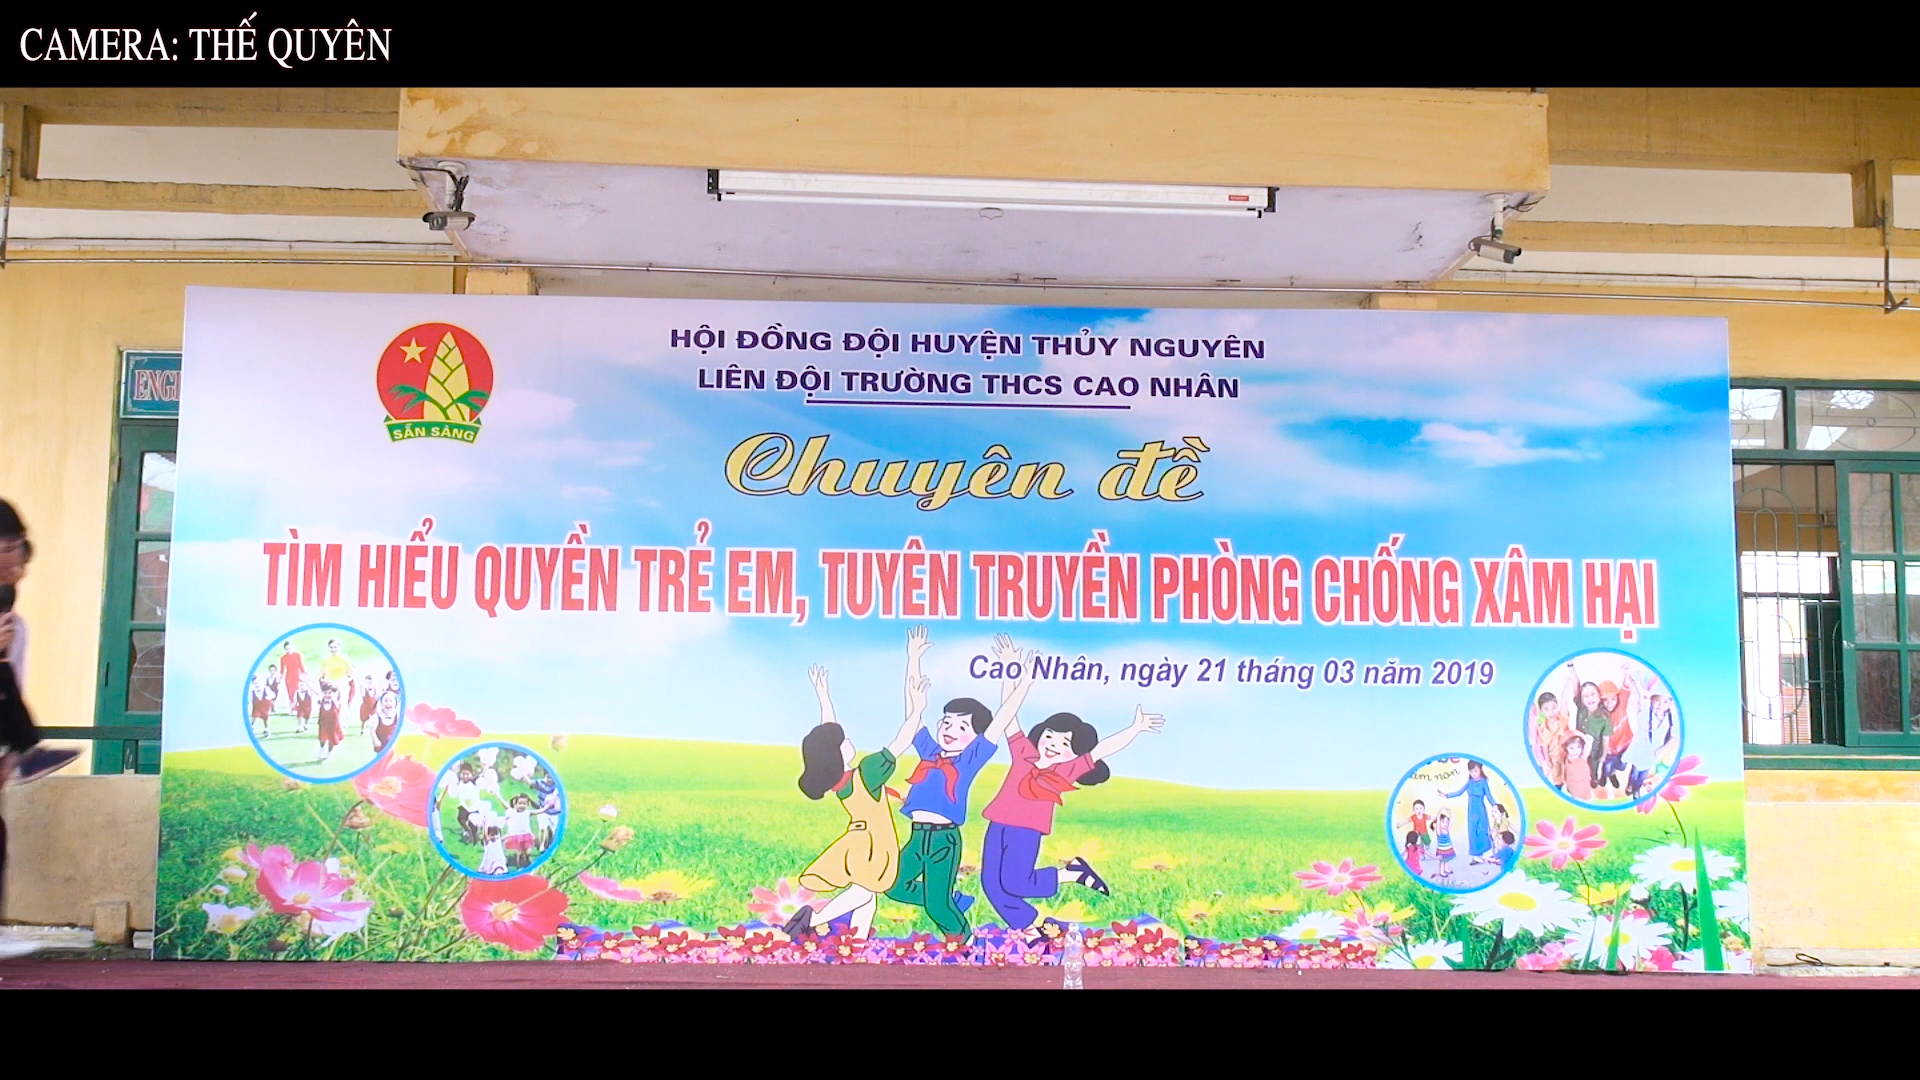 CAMERA: THẾ QUYÊN
HỘI ĐỒNG ĐỘI HUYỆN THỦY NGUYÊN
LIÊN ĐỘI TRƯỜNG THCS CAO NHÂN
SẴN SÀNG
ENGL
Chuyên đề
TÌM HIỂU QUYỀN TRẺ EM, TUYÊN TRUYỀN PHÒNG CHỐNG XÂM HẠI
Cao Nhân, ngày 21 tháng 03 năm 2019